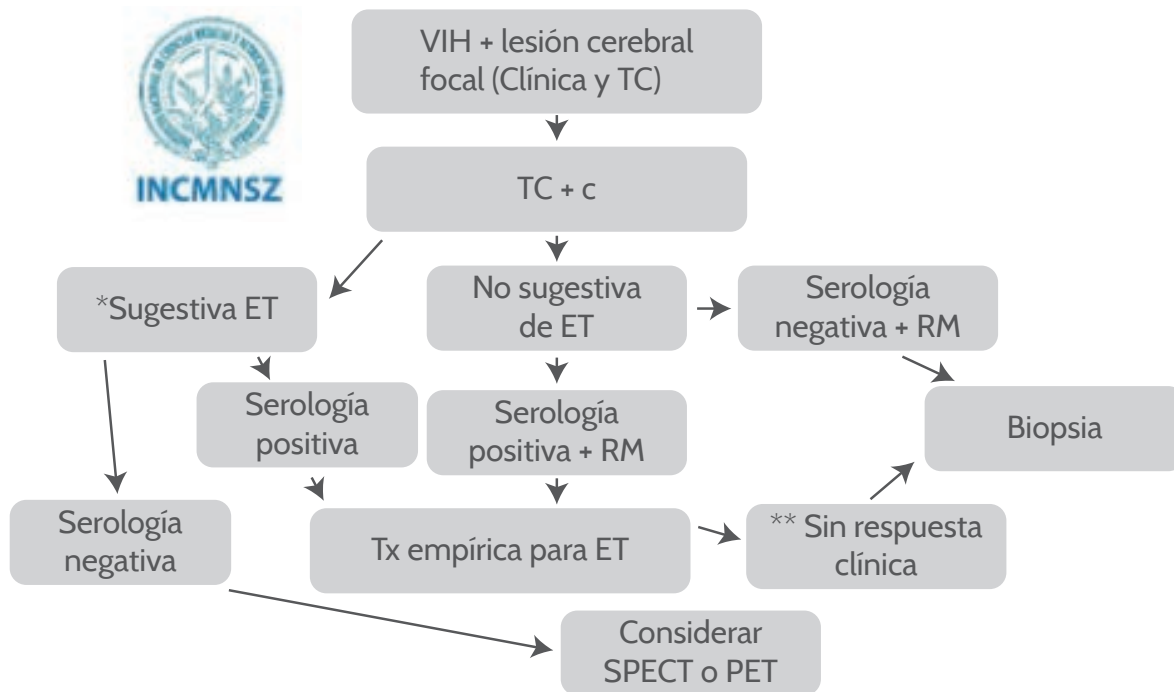 INCMNSZ
VIH + lesión cerebral
focal (Clínica y TC)
TC + c
*Sugestiva ET
No sugestiva
de ET
Serología
negativa + RM
Serología
positiva
Serología
positiva + RM
Biopsia
Serología
negativa
Tx empírica para ET
** Sin respuesta
clínica
Considerar
SPECT o PET